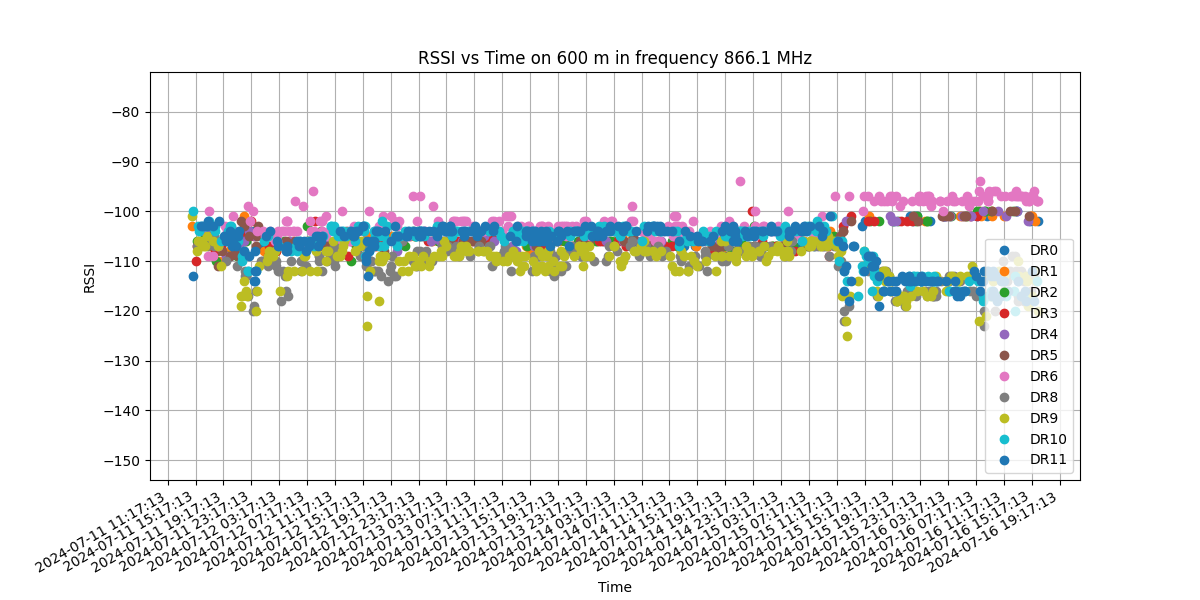 RSSI vs Time on 600 m in frequency 866.1 MHz
RSSI
−80
−90
−100
−110
−120
−130
−140
−150
DR0
DR1
DR2
DR3
DR4
DR5
DR6
DR8
DR9
DR10
DR11
2024-07-11 11:17:13
2024-07-11 15:17:13
2024-07-11 19:17:13
2024-07-11 23:17:13
2024-07-12 03:17:13
2024-07-12 07:17:13
2024-07-12 11:17:13
2024-07-12 15:17:13
2024-07-12 19:17:13
2024-07-12 23:17:13
2024-07-13 03:17:13
2024-07-13 07:17:13
2024-07-13 11:17:13
2024-07-13 15:17:13
2024-07-13 19:17:13
2024-07-13 23:17:13
2024-07-14 03:17:13
2024-07-14 07:17:13
2024-07-14 11:17:13
2024-07-14 15:17:13
2024-07-14 19:17:13
2024-07-14 23:17:13
2024-07-15 03:17:13
2024-07-15 07:17:13
2024-07-15 11:17:13
2024-07-15 15:17:13
2024-07-15 19:17:13
2024-07-15 23:17:13
2024-07-16 03:17:13
2024-07-16 07:17:13
2024-07-16 11:17:13
2024-07-16 15:17:13
2024-07-16 19:17:13
Time